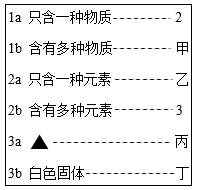 1a 只含一种物质------------ 2
1b 含有多种物质------------ 甲
2a 只含一种元素------------ 乙
2b 含有多种元素------------ 3
3a ▲ ------------------------ 丙
3b 白色固体------------------ 丁